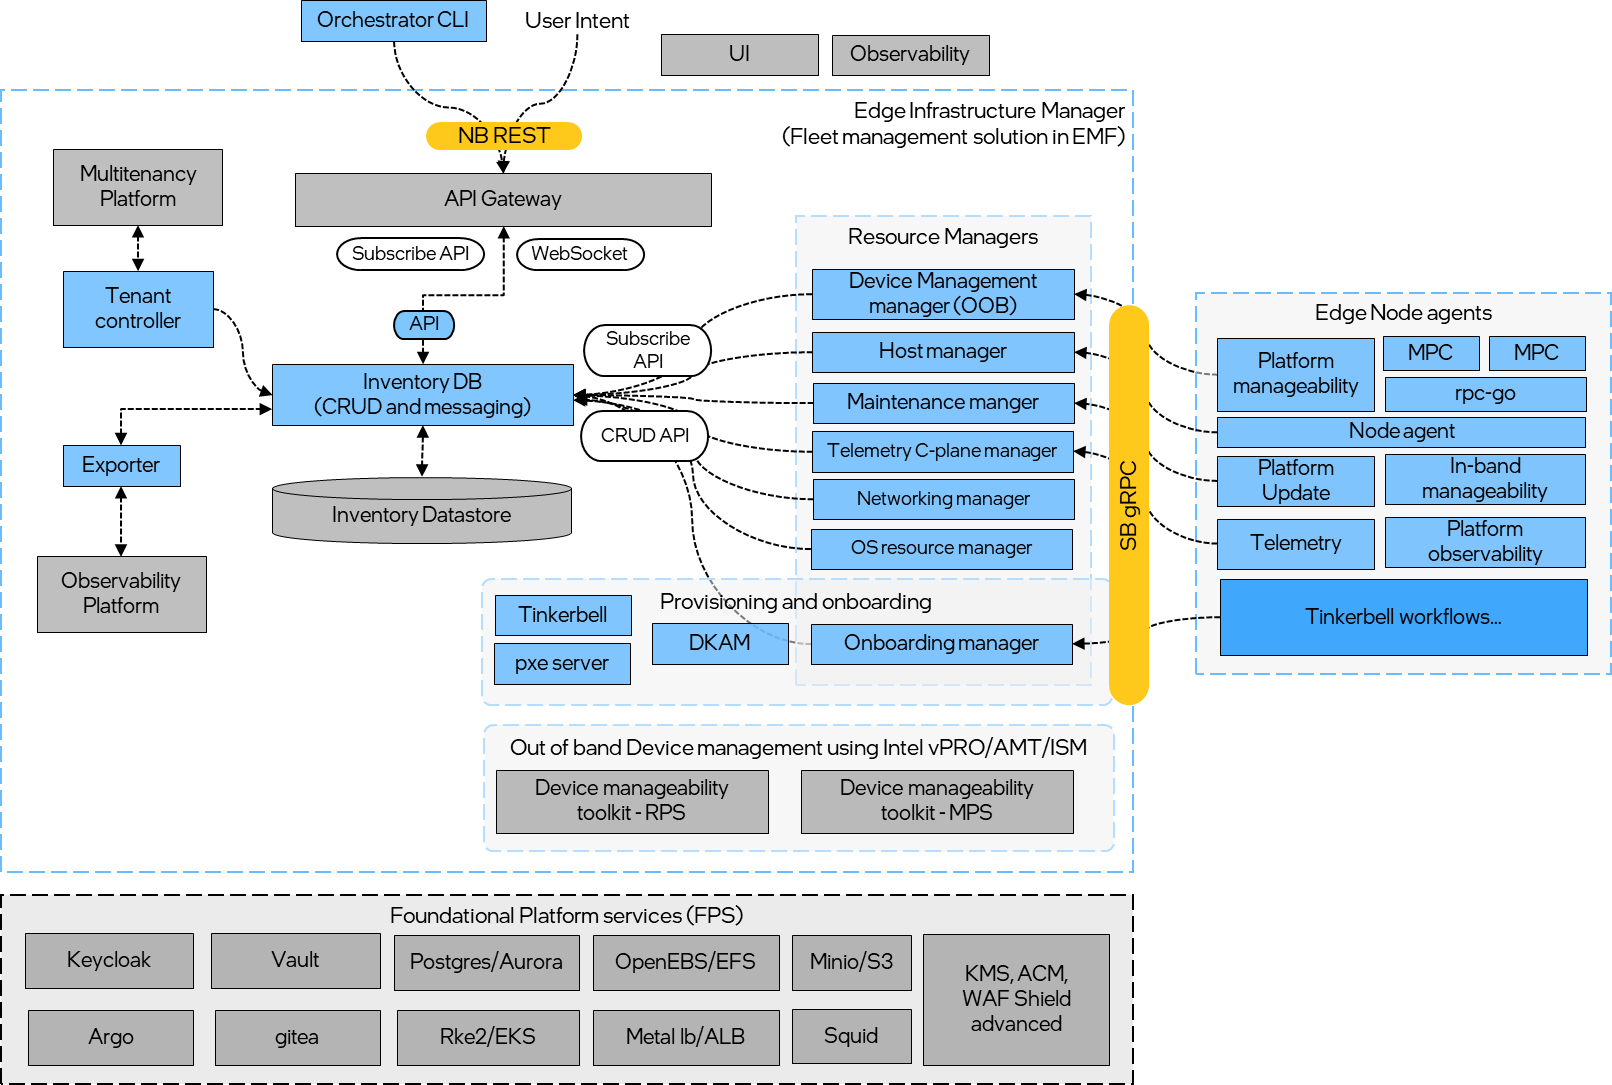 Orchestrator CLI
User Intent
UI
Observability
Edge Infrastructure Manager
(Fleet management solution in EMF)
NB REST
Multitenancy
Platform
API Gateway
Subscribe API
WebSocket
Resource Managers
Tenant
controller
API
Device Management
manager (OOB)
Subscribe
API
Host manager
Inventory DB
(CRUD and messaging)
Maintenance manger
CRUD API
Telemetry C-plane manager
Exporter
Networking manager
Inventory Datastore
OS resource manager
Observability
Platform
Provisioning and onboarding
Tinkerbell
DKAM
Onboarding manager
pxe server
SB gRPC
Edge Node agents
Platform
manageability
MPC
MPC
rpc-go
Node agent
Platform
Update
In-band
manageability
Telemetry
Platform
observability
Tinkerbell workflows...
Out of band Device management using Intel vPRO/AMT/ISM
Device manageability
toolkit - RPS
Device manageability
toolkit - MPS
Foundational Platform services (FPS)
Keycloak
Vault
Postgres/Aurora
OpenEBS/EFS
Minio/S3
KMS, ACM,
WAF Shield
advanced
Argo
gitea
Rke2/EKS
Metal lb/ALB
Squid